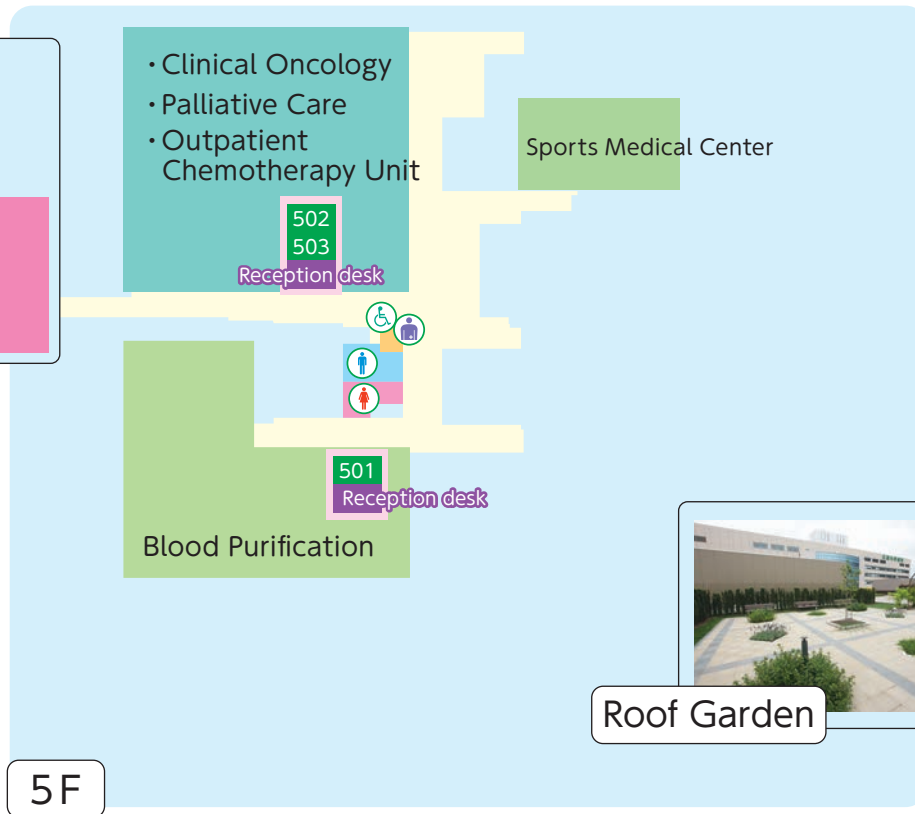 ・Clinical Oncology
・Palliative Care
・Outpatient
Chemotherapy Unit
Sports Medical Center
502
503
Reception desk
501
Reception desk
Blood Purification
Roof Garden
5F